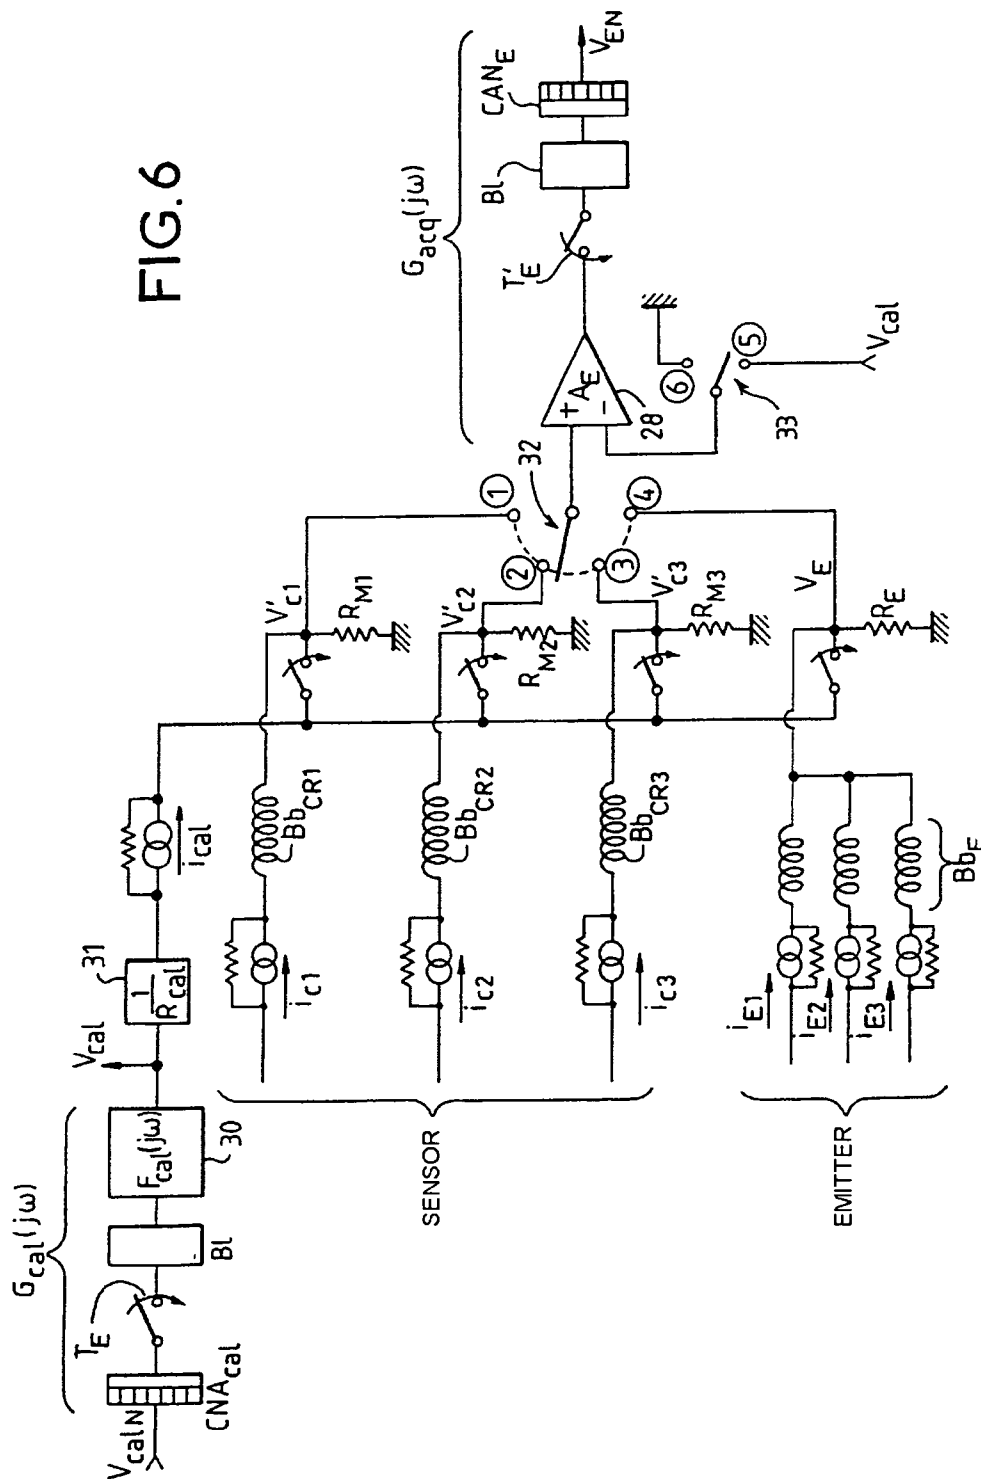 FIG.6
G_cal(jω)
V_calN
CNA_cal
T_E
Bl
F_cal(jω)
30
V_cal
1/R_cal
31
i_cal
SENSOR
i_c1
Bb_CR1
V'_c1
R_M1
i_c2
Bb_CR2
V'_c2
R_M2
i_c3
Bb_CR3
V'_c3
R_M3
EMITTER
i_E1
i_E2
i_E3
Bb_E
V_E
R_E
1
2
3
4
32
+
A_E
-
28
6
5
33
V_cal
G_acq(jω)
T'_E
Bl
CAN_E
V_EN